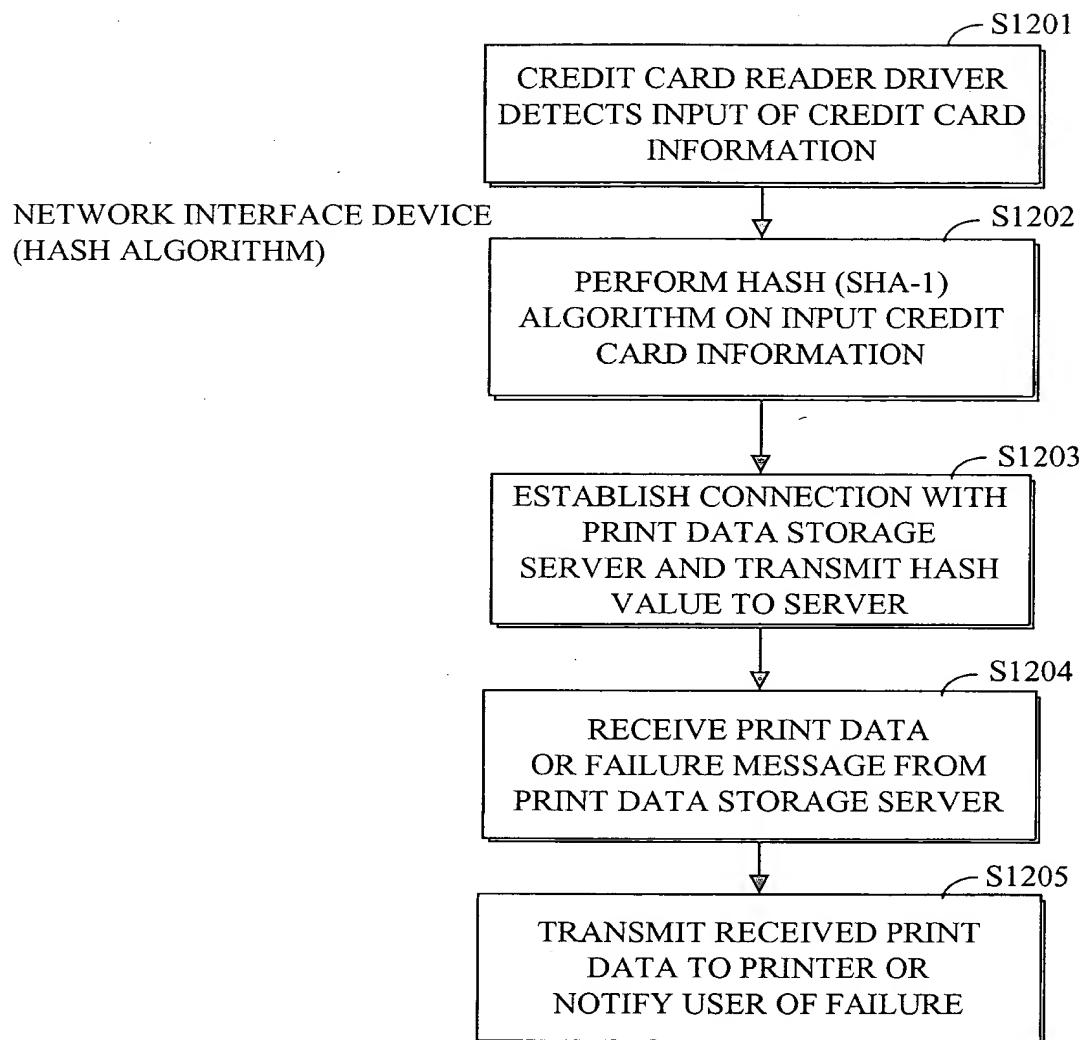 S1201
CREDIT CARD READER DRIVER
DETECTS INPUT OF CREDIT CARD
INFORMATION
NETWORK INTERFACE DEVICE
(HASH ALGORITHM)
S1202
PERFORM HASH (SHA-1)
ALGORITHM ON INPUT CREDIT
CARD INFORMATION
S1203
ESTABLISH CONNECTION WITH
PRINT DATA STORAGE
SERVER AND TRANSMIT HASH
VALUE TO SERVER
S1204
RECEIVE PRINT DATA
OR FAILURE MESSAGE FROM
PRINT DATA STORAGE SERVER
S1205
TRANSMIT RECEIVED PRINT
DATA TO PRINTER OR
NOTIFY USER OF FAILURE